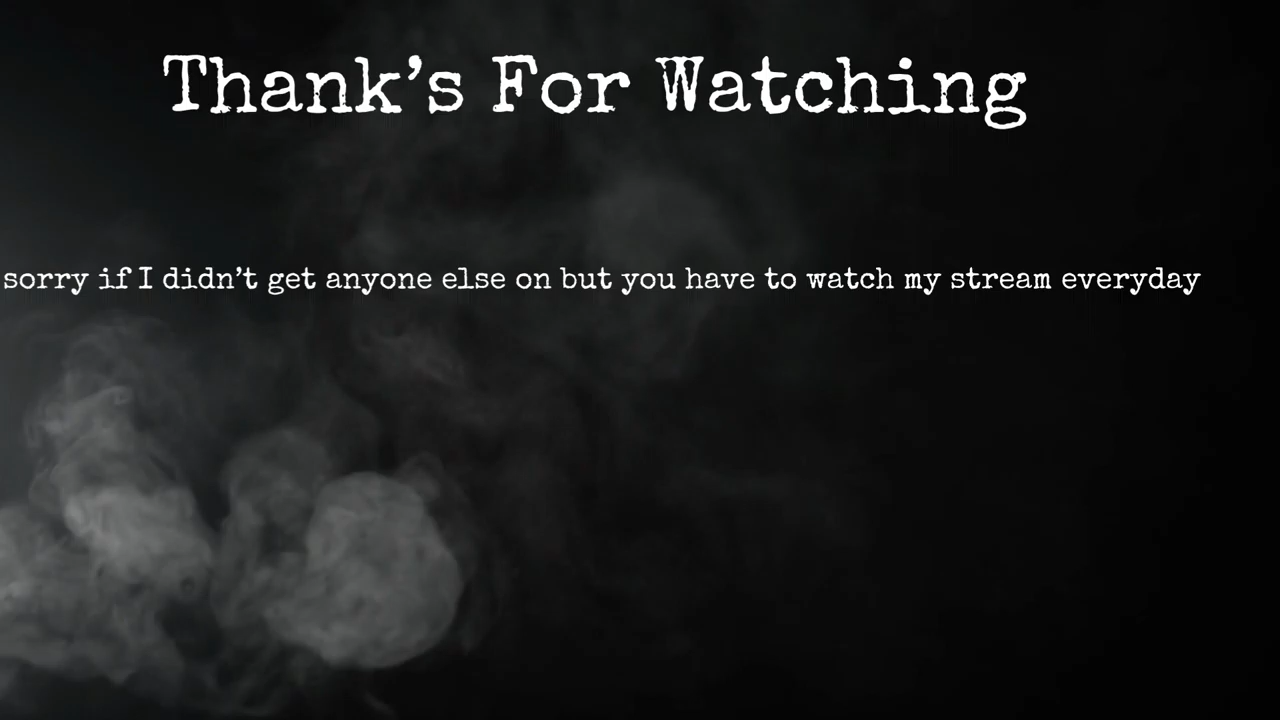 Thank’s For Watching
sorry if I didn’t get anyone else on but you have to watch my stream everyday